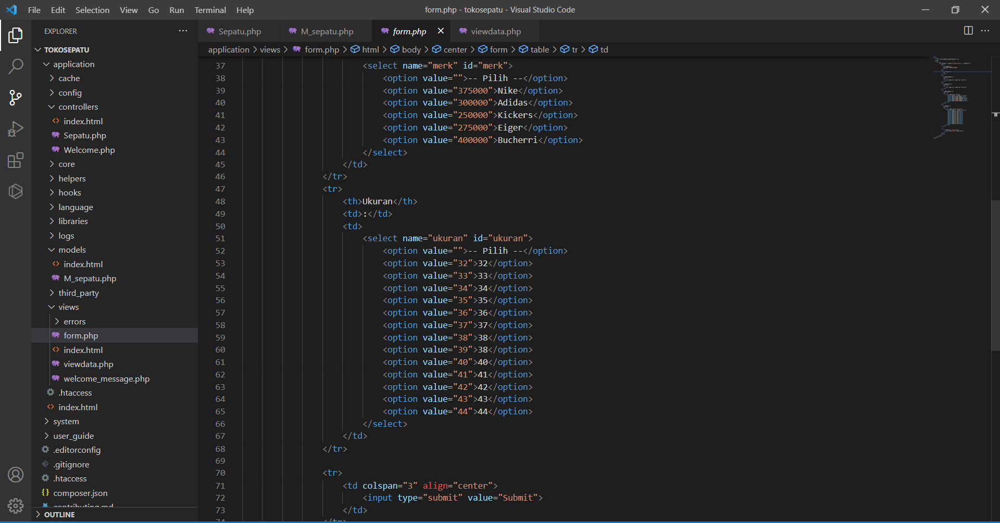 File Edit Selection View Go Run Terminal Help
form.php - tokosepatu - Visual Studio Code
EXPLORER
TOKOSEPATU
application
cache
config
controllers
index.html
Sepatu.php
Welcome.php
core
helpers
hooks
language
libraries
logs
models
index.html
M_sepatu.php
third_party
views
errors
form.php
index.html
viewdata.php
welcome_message.php
.htaccess
index.html
system
user_guide
.editorconfig
.gitignore
.htaccess
composer.json
contributing.md
OUTLINE
Sepatu.php M_sepatu.php form.php viewdata.php
application > views > form.php > html > body > center > form > table > tr > td
37 <select name="merk" id="merk">
38 <option value="">-- Pilih --</option>
39 <option value="375000">Nike</option>
40 <option value="300000">Adidas</option>
41 <option value="250000">Kickers</option>
42 <option value="275000">Eiger</option>
43 <option value="400000">Bucherri</option>
44 </select>
45 </td>
46 </tr>
47 <tr>
48 <th>Ukuran</th>
49 <td>:</td>
50 <td>
51 <select name="ukuran" id="ukuran">
52 <option value="">-- Pilih --</option>
53 <option value="32">32</option>
54 <option value="33">33</option>
55 <option value="34">34</option>
56 <option value="35">35</option>
57 <option value="36">36</option>
58 <option value="37">37</option>
59 <option value="38">38</option>
60 <option value="39">38</option>
61 <option value="40">40</option>
62 <option value="41">41</option>
63 <option value="42">42</option>
64 <option value="43">43</option>
65 <option value="44">44</option>
66 </select>
67 </td>
68 </tr>
69
70 <tr>
71 <td colspan="3" align="center">
72 <input type="submit" value="Submit">
73 </td>
74 </tr>